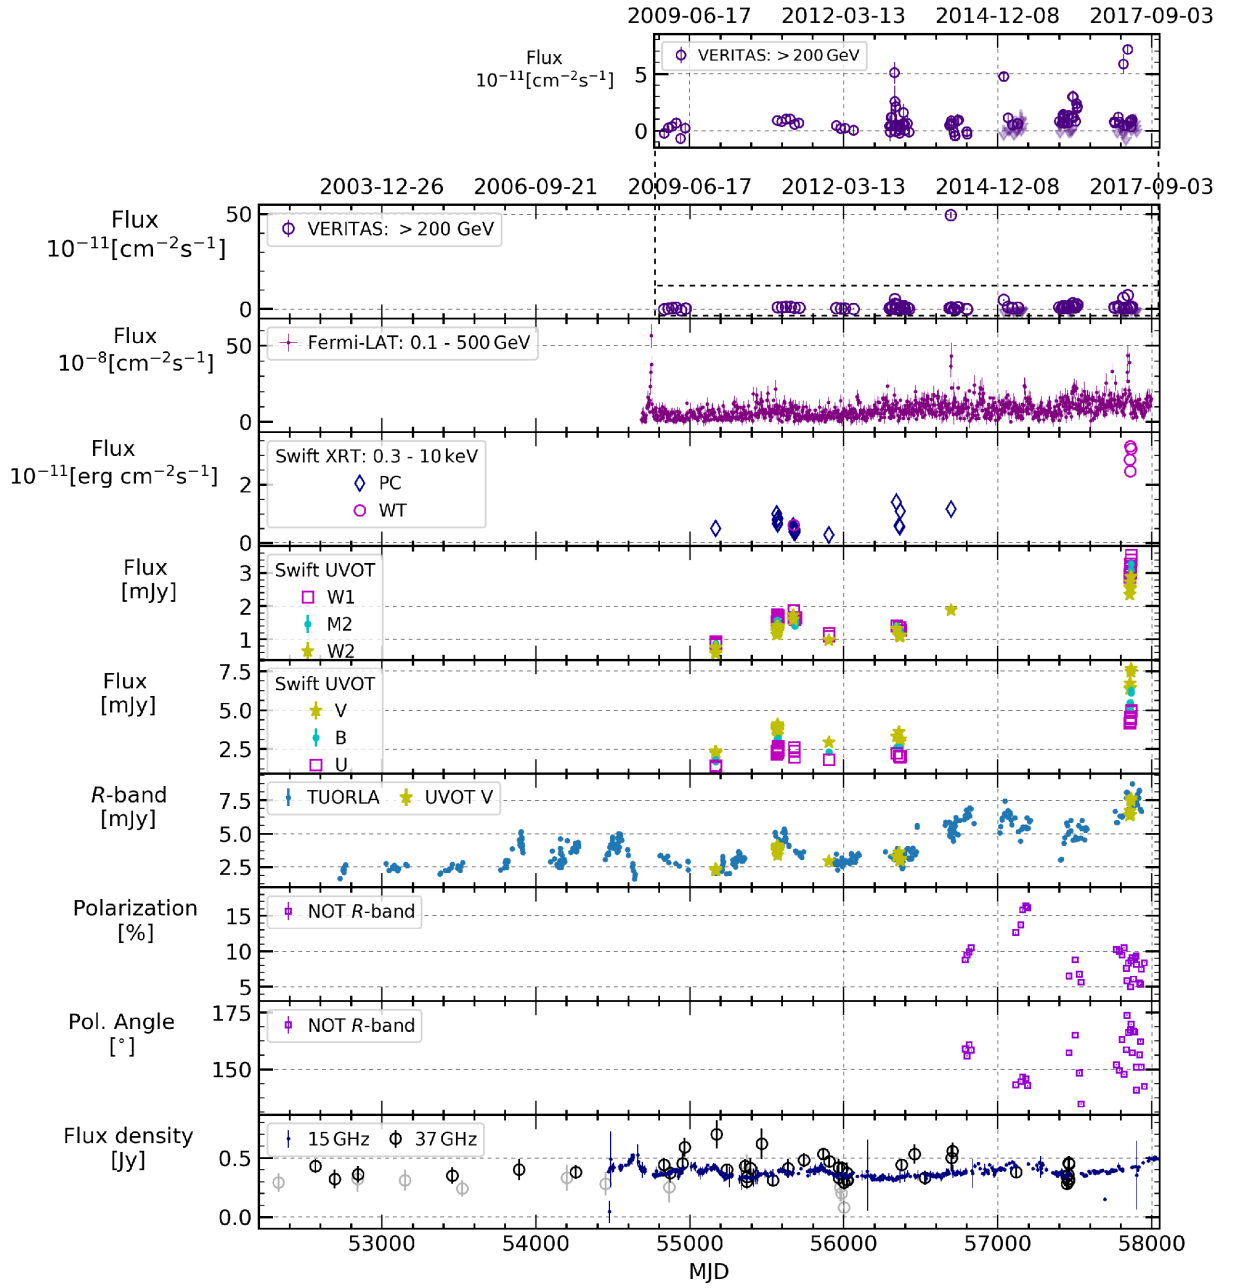 2009-06-17 2012-03-13 2014-12-08 2017-09-03
Flux
10⁻¹¹[cm⁻²s⁻¹]
VERITAS: > 200 GeV
5
0
2003-12-26 2006-09-21 2009-06-17 2012-03-13 2014-12-08 2017-09-03
Flux
10⁻¹¹[cm⁻²s⁻¹]
VERITAS: > 200 GeV
50
0
Flux
10⁻⁸[cm⁻²s⁻¹]
Fermi-LAT: 0.1 - 500 GeV
50
0
Flux
10⁻¹¹[erg cm⁻²s⁻¹]
Swift XRT: 0.3 - 10 keV
PC
WT
2
0
Flux
[mJy]
Swift UVOT
W1
M2
W2
3
2
1
Flux
[mJy]
Swift UVOT
V
B
U
7.5
5.0
2.5
R-band
[mJy]
TUORLA UVOT V
7.5
5.0
2.5
Polarization
[%]
NOT R-band
15
10
5
Pol. Angle
[°]
NOT R-band
175
150
Flux density
[Jy]
15 GHz 37 GHz
0.5
0.0
53000 54000 55000 56000 57000 58000
MJD